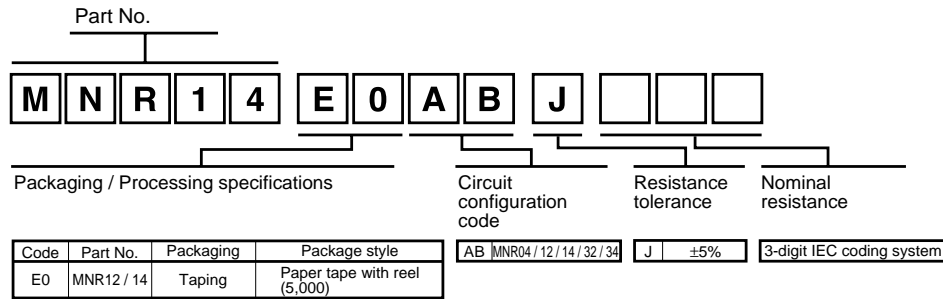 Part No.
M N R 1 4 E 0 A B J
Packaging / Processing specifications
Circuit
configuration
code
Resistance
tolerance
Nominal
resistance
Code Part No. Packaging Package style
E0 MNR12 / 14 Taping Paper tape with reel
(5,000)
AB MNR04 / 12 / 14 / 32 / 34
J ±5%
3-digit IEC coding system